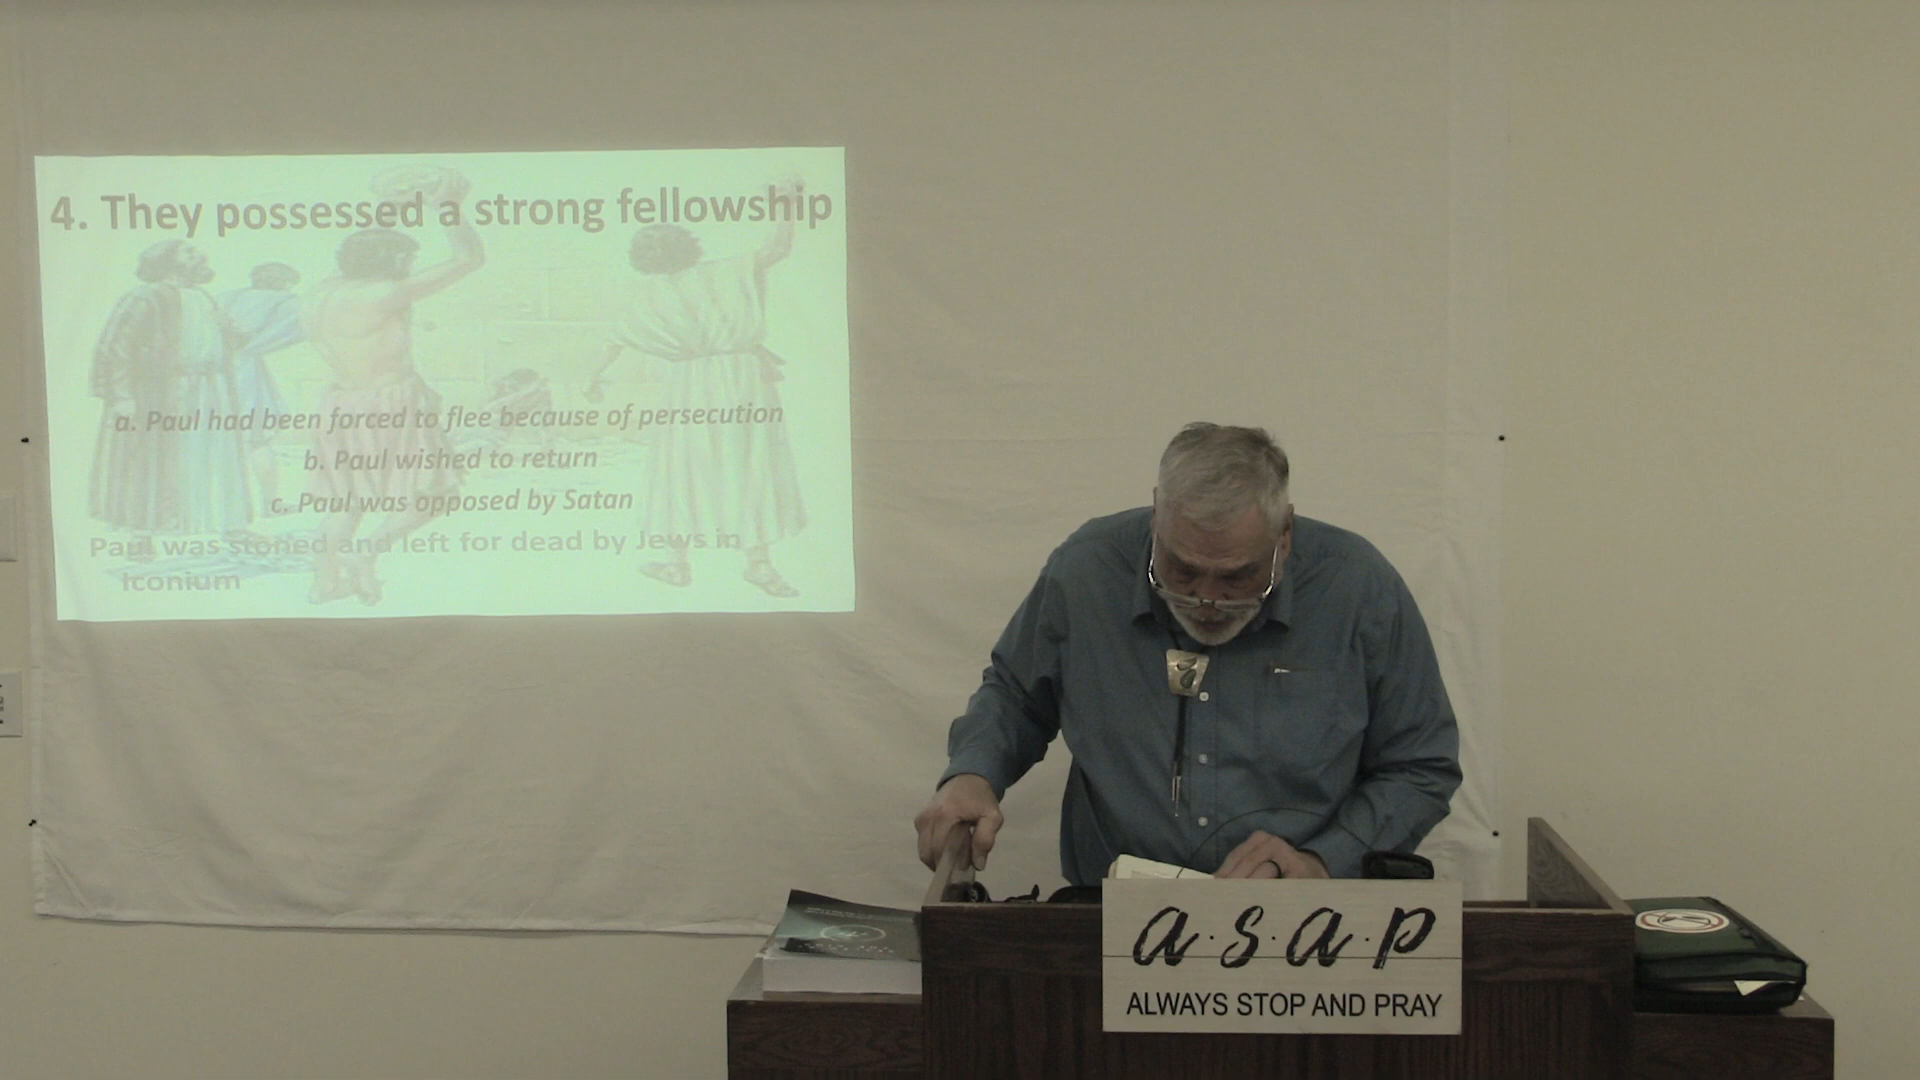 4. They possessed a strong fellowship
a. Paul had been forced to flee because of persecution
b. Paul wished to return
c. Paul was opposed by Satan
Paul was stoned and left for dead by Jews in
Iconium
a.s.a.p
ALWAYS STOP AND PRAY